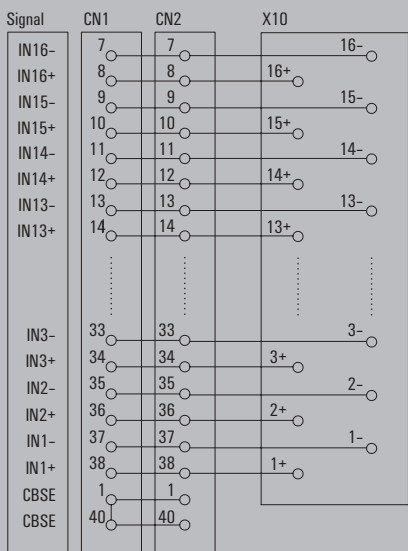 Signal CN1 CN2 X10
IN16– 7 7 16–
IN16+ 8 8 16+
IN15– 9 9 15–
IN15+ 10 10 15+
IN14– 11 11 14–
IN14+ 12 12 14+
IN13– 13 13 13–
IN13+ 14 14 13+
IN3– 33 33 3–
IN3+ 34 34 3+
IN2– 35 35 2–
IN2+ 36 36 2+
IN1– 37 37 1–
IN1+ 38 38 1+
CBSE 1 1
CBSE 40 40